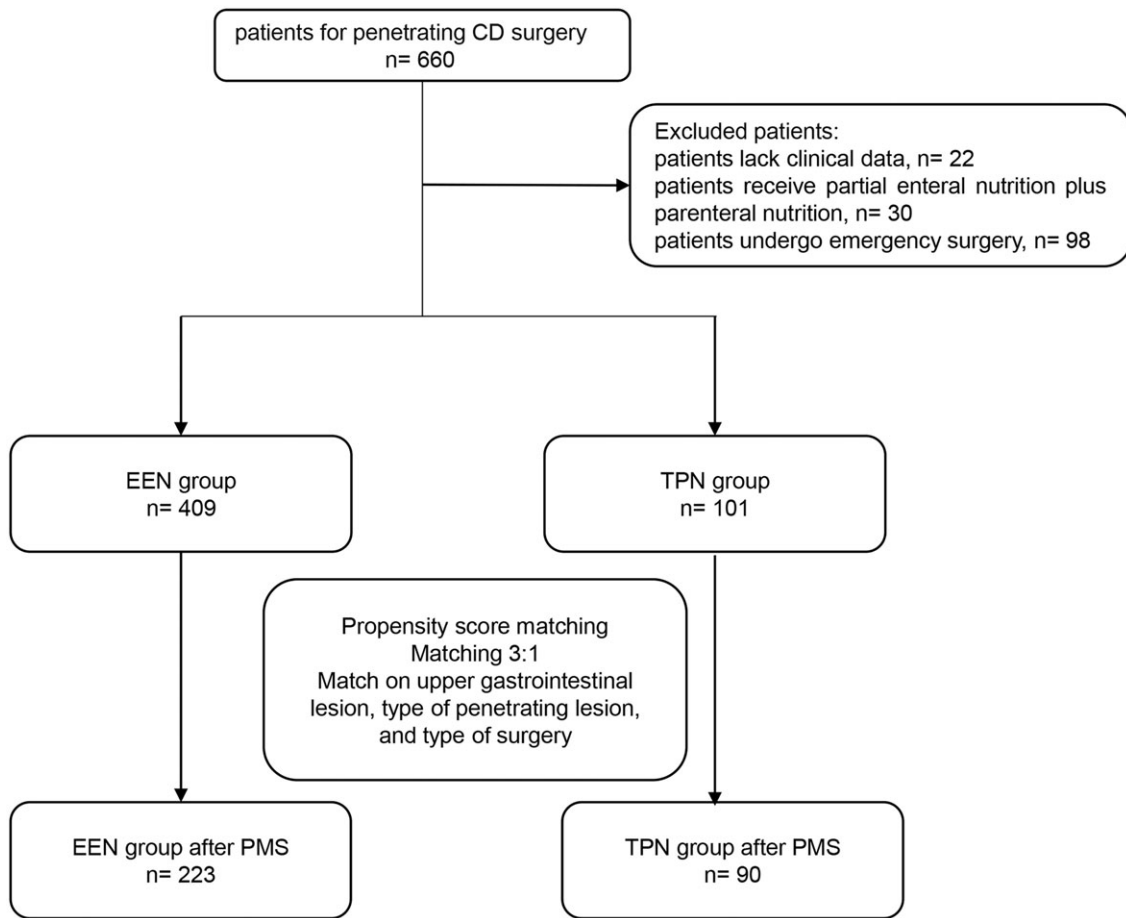 patients for penetrating CD surgery
n= 660
Excluded patients:
patients lack clinical data, n= 22
patients receive partial enteral nutrition plus
parenteral nutrition, n= 30
patients undergo emergency surgery, n= 98
EEN group
n= 409
TPN group
n= 101
Propensity score matching
Matching 3:1
Match on upper gastrointestinal
lesion, type of penetrating lesion,
and type of surgery
EEN group after PMS
n= 223
TPN group after PMS
n= 90